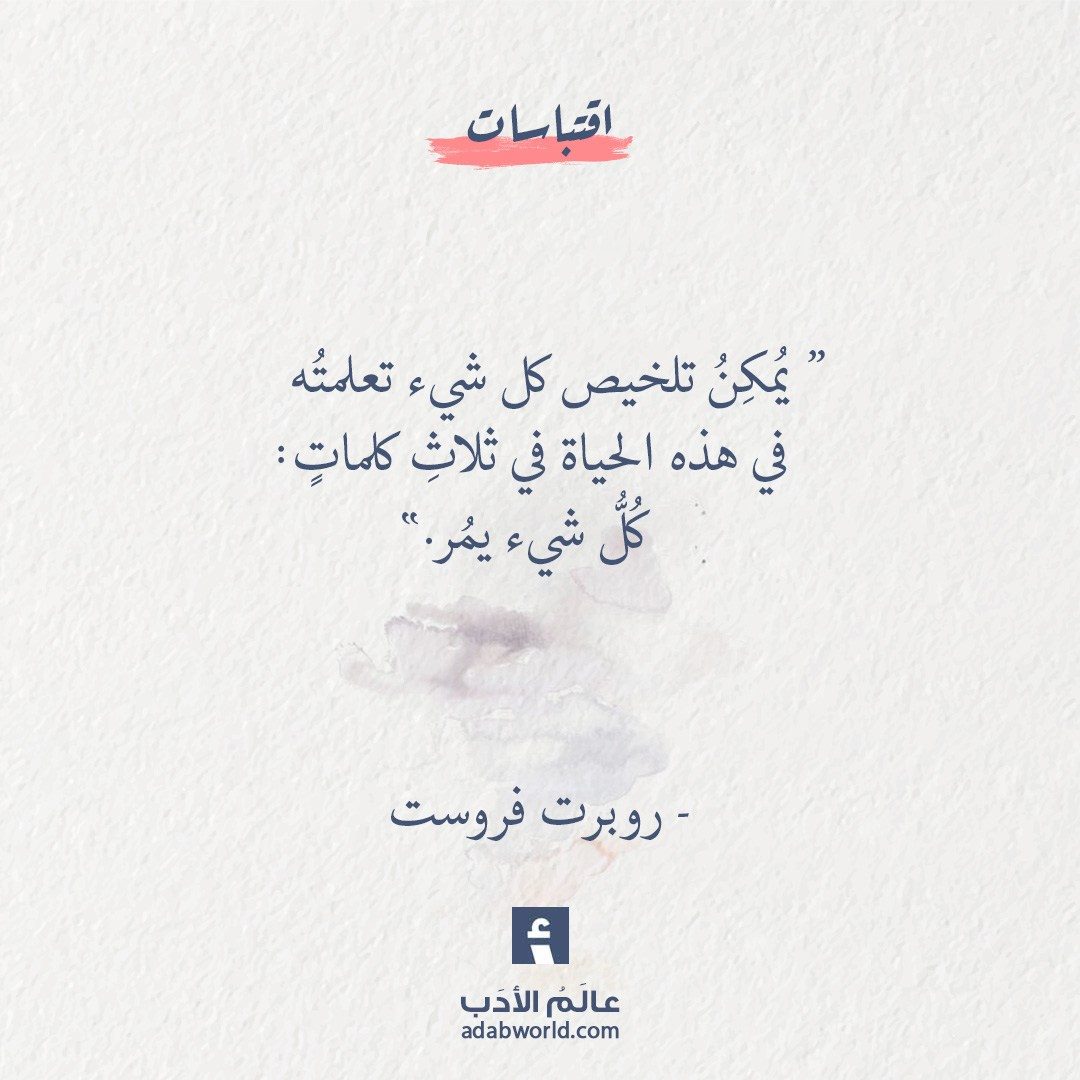 اقتباسات
” يُمكِنُ تلخيص كل شيء تعلمتُه
في هذه الحياة في ثلاثِ كلماتٍ:
كُلُّ شيء يمُر.“
- روبرت فروست
أ
عالَمُ الأدَب
adabworld.com